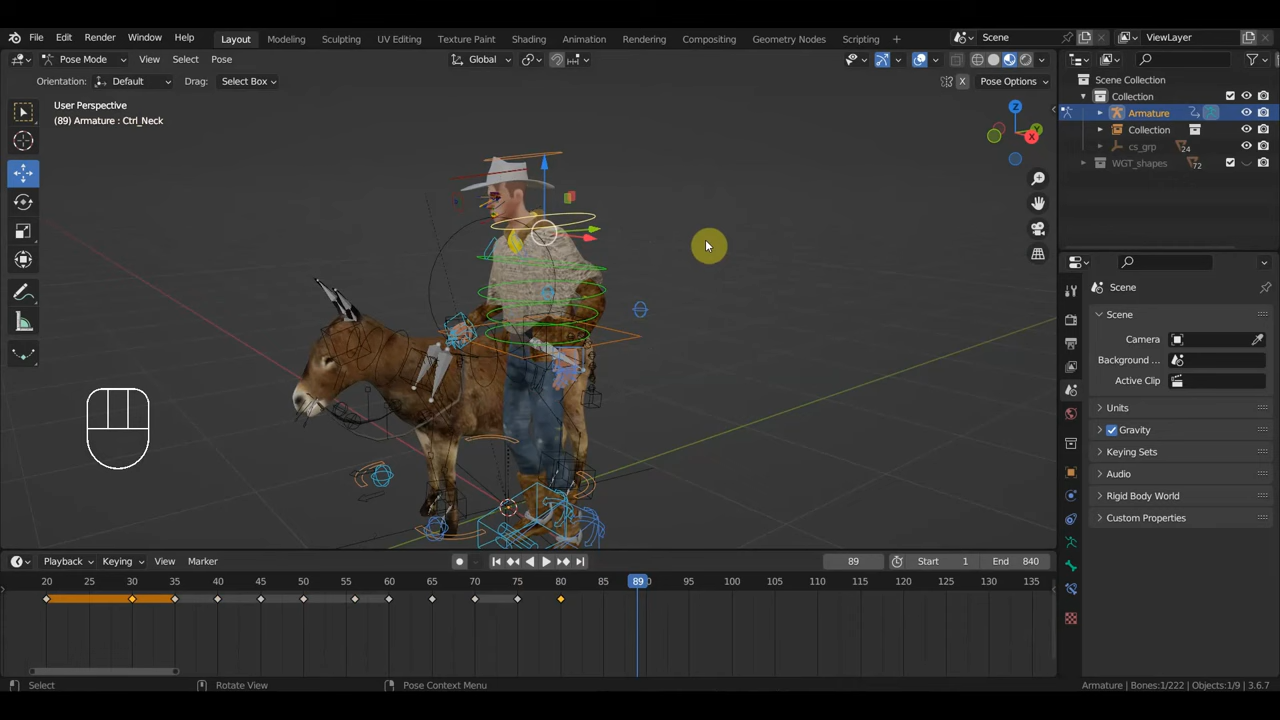 File Edit Render Window Help Layout Modeling Sculpting UV Editing Texture Paint Shading Animation Rendering Compositing Geometry Nodes Scripting + Scene ViewLayer
Pose Mode View Select Pose Global Pose Options
Orientation: Default Drag: Select Box X
User Perspective
(89) Armature : Ctrl_Neck
Z
Y
X
Scene Collection
Collection
Armature
Collection
cs_grp 24
WGT_shapes 72
Scene
Scene
Camera
Background ...
Active Clip
Units
Gravity
Keying Sets
Audio
Rigid Body World
Custom Properties
Playback Keying View Marker 89 Start 1 End 840
20 25 30 35 40 45 50 55 60 65 70 75 80 85 89 95 100 105 110 115 120 125 130 135
Select Rotate View Pose Context Menu Armature | Bones:1/222 | Objects:1/9 | 3.6.7